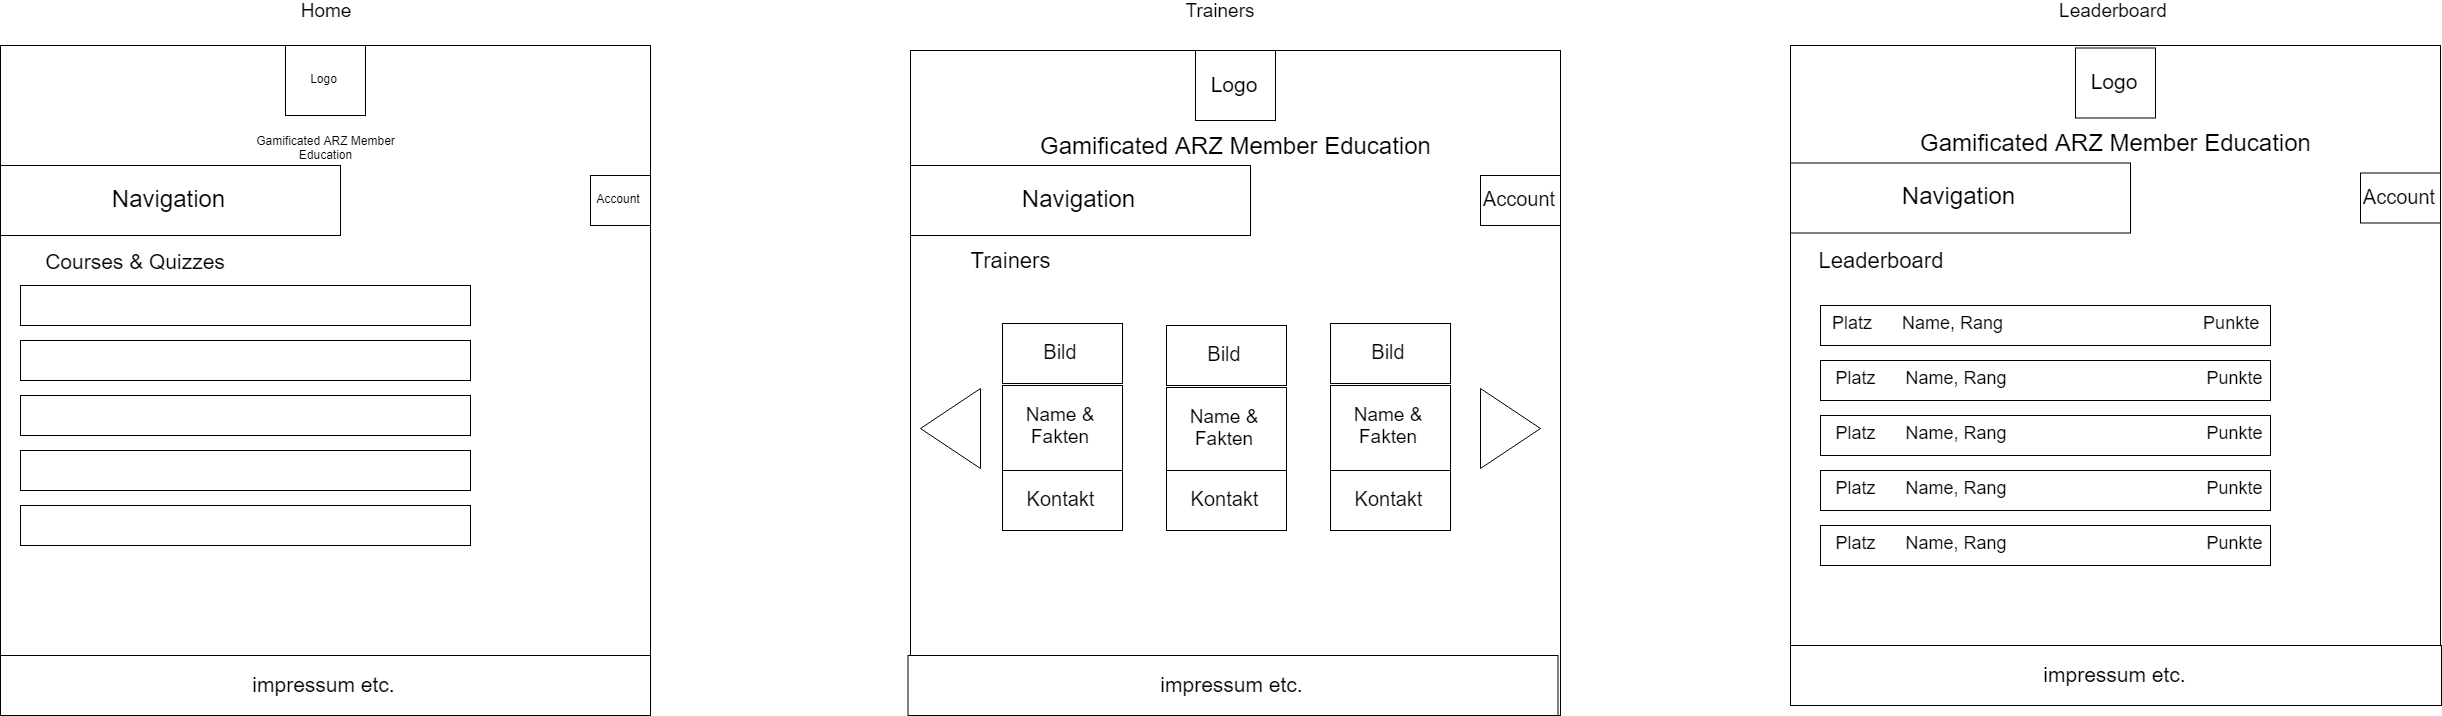 Home
Logo
Gamificated ARZ Member
Education
Navigation
Account
Courses & Quizzes
impressum etc.
Trainers
Logo
Gamificated ARZ Member Education
Navigation
Account
Trainers
Bild
Name &
Fakten
Kontakt
Bild
Name &
Fakten
Kontakt
Bild
Name &
Fakten
Kontakt
impressum etc.
Leaderboard
Logo
Gamificated ARZ Member Education
Navigation
Account
Leaderboard
Platz Name, Rang Punkte
Platz Name, Rang Punkte
Platz Name, Rang Punkte
Platz Name, Rang Punkte
Platz Name, Rang Punkte
impressum etc.